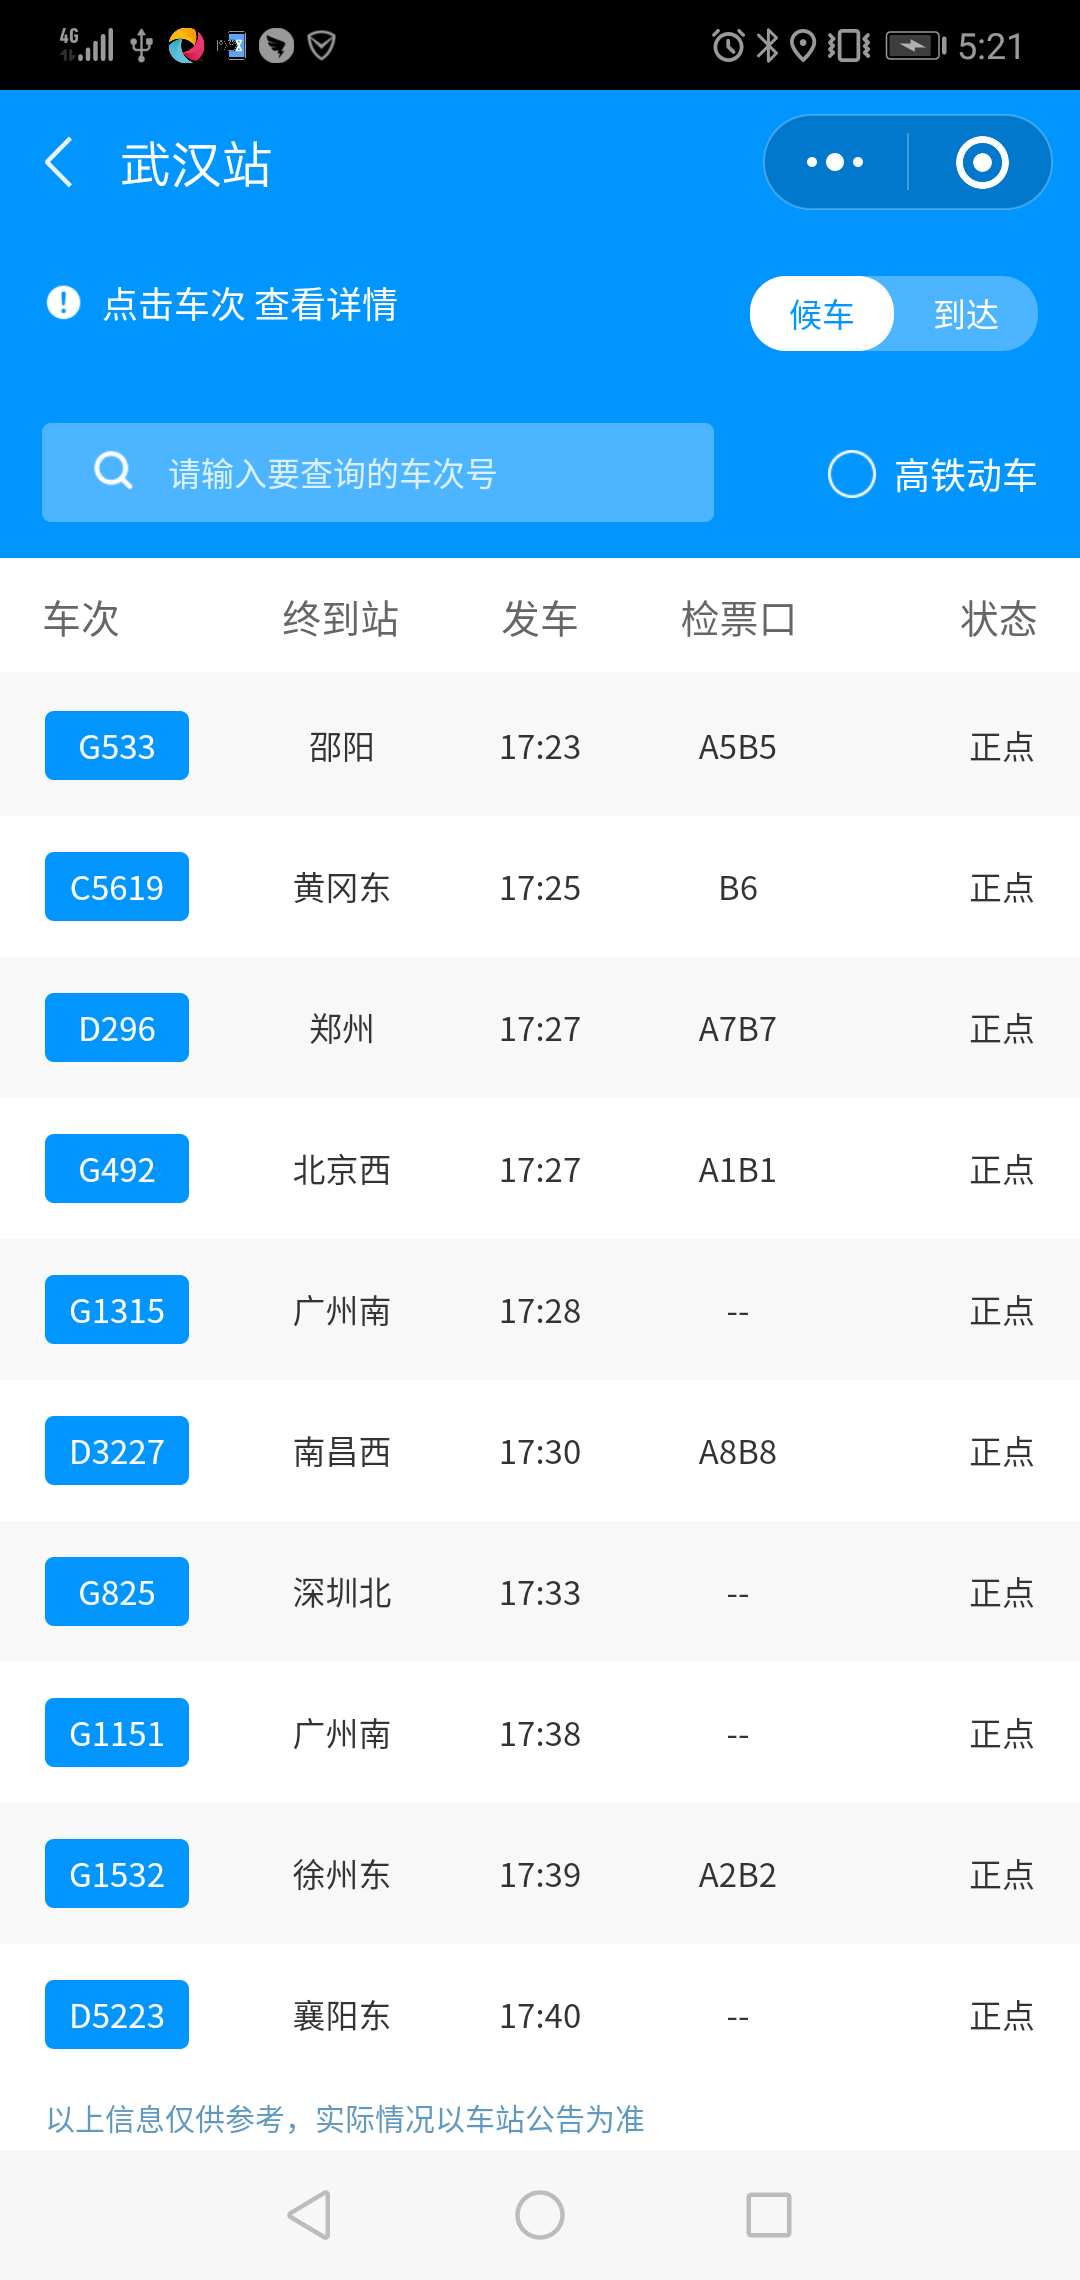 4G 5:21
武汉站
点击车次 查看详情 候车 到达
请输入要查询的车次号 高铁动车
车次 终到站 发车 检票口 状态
G533 邵阳 17:23 A5B5 正点
C5619 黄冈东 17:25 B6 正点
D296 郑州 17:27 A7B7 正点
G492 北京西 17:27 A1B1 正点
G1315 广州南 17:28 -- 正点
D3227 南昌西 17:30 A8B8 正点
G825 深圳北 17:33 -- 正点
G1151 广州南 17:38 -- 正点
G1532 徐州东 17:39 A2B2 正点
D5223 襄阳东 17:40 -- 正点
以上信息仅供参考，实际情况以车站公告为准